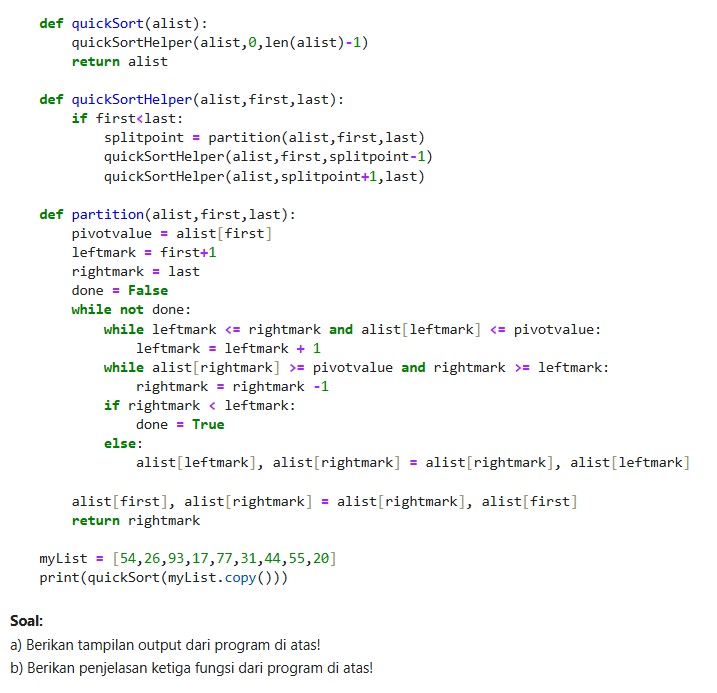 def quickSort(alist):
    quickSortHelper(alist,0,len(alist)-1)
    return alist

def quickSortHelper(alist,first,last):
    if first<last:
        splitpoint = partition(alist,first,last)
        quickSortHelper(alist,first,splitpoint-1)
        quickSortHelper(alist,splitpoint+1,last)

def partition(alist,first,last):
    pivotvalue = alist[first]
    leftmark = first+1
    rightmark = last
    done = False
    while not done:
        while leftmark <= rightmark and alist[leftmark] <= pivotvalue:
            leftmark = leftmark + 1
        while alist[rightmark] >= pivotvalue and rightmark >= leftmark:
            rightmark = rightmark -1
        if rightmark < leftmark:
            done = True
        else:
            alist[leftmark], alist[rightmark] = alist[rightmark], alist[leftmark]

    alist[first], alist[rightmark] = alist[rightmark], alist[first]
    return rightmark

myList = [54,26,93,17,77,31,44,55,20]
print(quickSort(myList.copy()))

Soal:
a) Berikan tampilan output dari program di atas!
b) Berikan penjelasan ketiga fungsi dari program di atas!